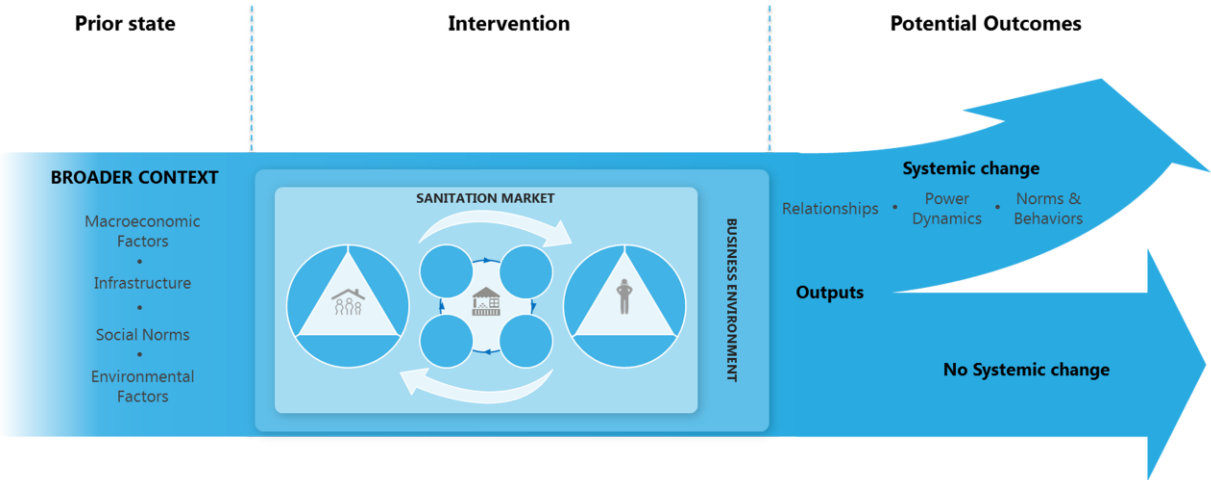 Prior state
Intervention
Potential Outcomes
BROADER CONTEXT
Macroeconomic
Factors
•
Infrastructure
•
Social Norms
•
Environmental
Factors
SANITATION MARKET
BUSINESS ENVIRONMENT
Systemic change
Relationships • Power
Dynamics • Norms &
Behaviors
Outputs
No Systemic change